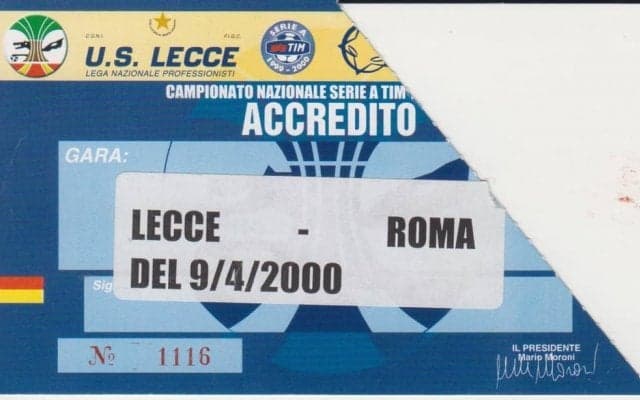 C.O.N.I. F.I.G.C.
U.S. LECCE
LEGA NAZIONALE PROFESSIONISTI
SERIE A
TIM
1999 - 2000
CAMPIONATO NAZIONALE SERIE A TIM
ACCREDITO
GARA:
LECCE - ROMA
DEL 9/4/2000
Sig
N° 1116
IL PRESIDENTE
Mario Moroni